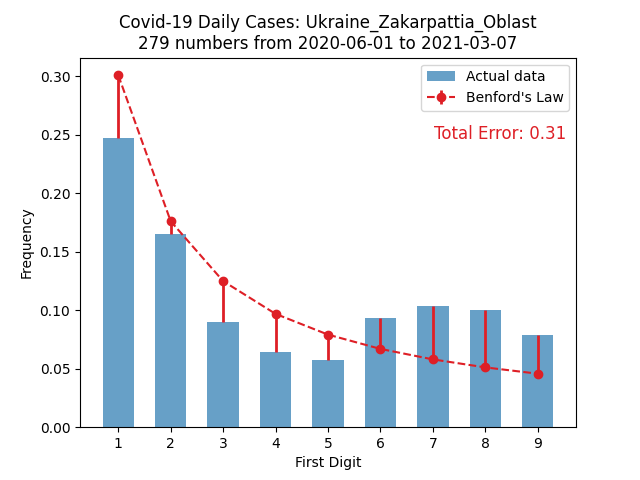 Covid-19 Daily Cases: Ukraine_Zakarpattia_Oblast
279 numbers from 2020-06-01 to 2021-03-07
Actual data
Benford's Law
Total Error: 0.31
0.30
0.25
0.20
0.15
0.10
0.05
0.00
Frequency
1 2 3 4 5 6 7 8 9
First Digit